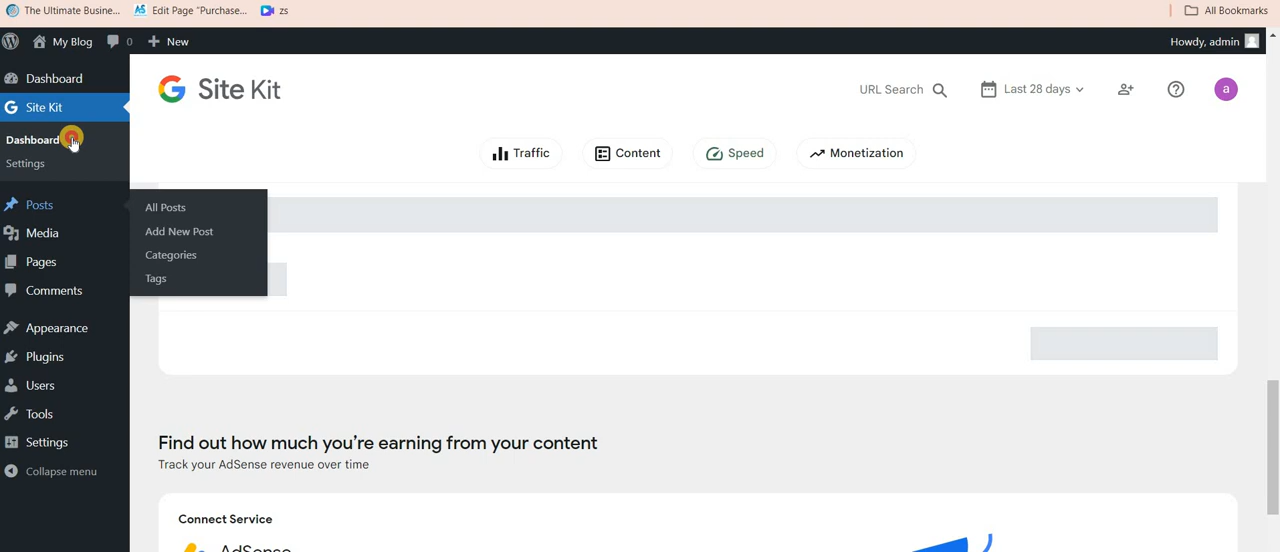 The Ultimate Busine...
Edit Page "Purchase...
zs
All Bookmarks
My Blog
0
New
Howdy, admin
Dashboard
Site Kit
URL Search
Last 28 days
a
Site Kit
Dashboard
Settings
Traffic
Content
Speed
Monetization
Posts
All Posts
Media
Add New Post
Pages
Categories
Comments
Tags
Appearance
Plugins
Users
Tools
Settings
Collapse menu
Find out how much you're earning from your content
Track your AdSense revenue over time
Connect Service
AdSense